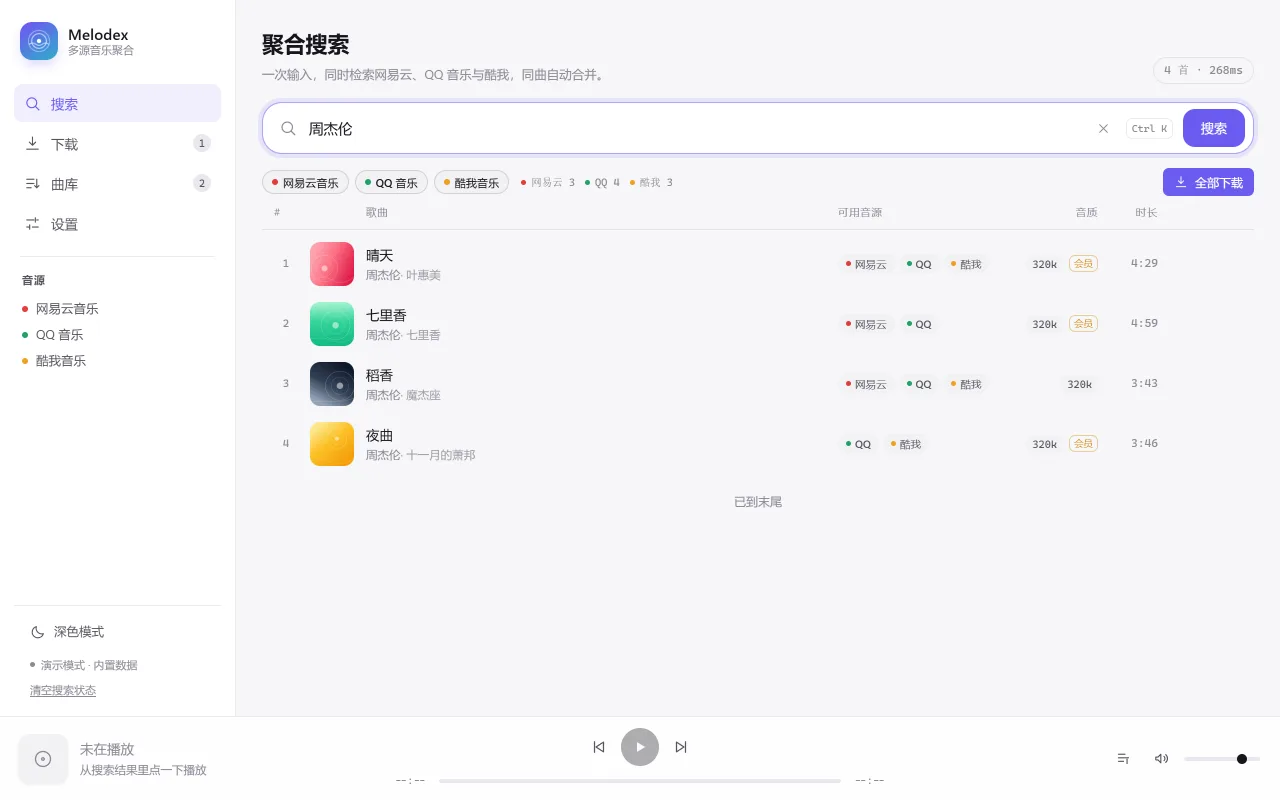 Melodex
多源音乐聚合
搜索
下载 1
曲库 2
设置
音源
网易云音乐
QQ 音乐
酷我音乐
深色模式
演示模式 · 内置数据
清空搜索状态
聚合搜索
一次输入，同时检索网易云、QQ 音乐与酷我，同曲自动合并。
4 首 · 268ms
周杰伦 Ctrl K 搜索
网易云音乐 QQ 音乐 酷我音乐 网易云 3 QQ 4 酷我 3 全部下载
# 歌曲 可用音源 音质 时长
1 晴天 网易云 QQ 酷我 320k 会员 4:29
周杰伦· 叶惠美
2 七里香 网易云 QQ 320k 会员 4:59
周杰伦· 七里香
3 稻香 网易云 QQ 酷我 320k 3:43
周杰伦· 魔杰座
4 夜曲 QQ 酷我 320k 会员 3:46
周杰伦· 十一月的萧邦
已到末尾
未在播放
从搜索结果里点一下播放
--:-- --:--